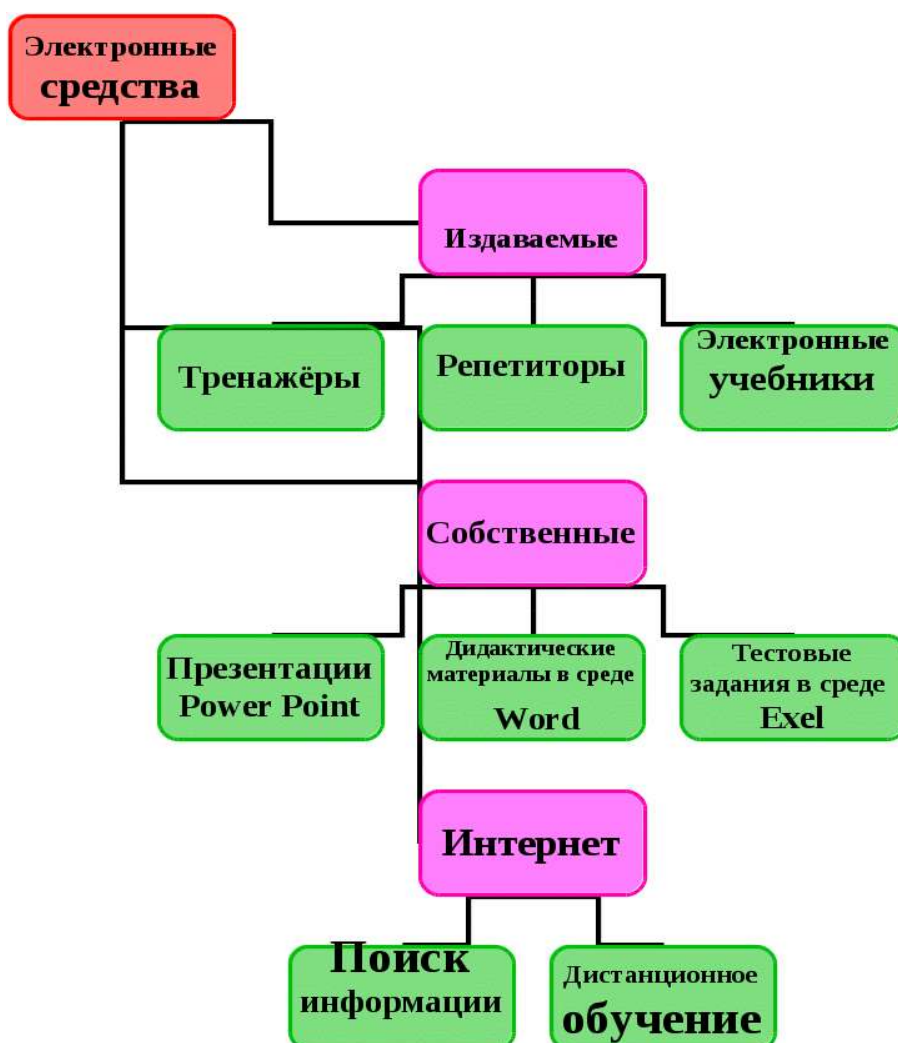 Электронные
средства
Издаваемые
Тренажёры
Репетиторы
Электронные
учебники
Собственные
Презентации
Power Point
Дидактические
материалы в среде
Word
Тестовые
задания в среде
Exel
Интернет
Поиск
информации
Дистанционное
обучение